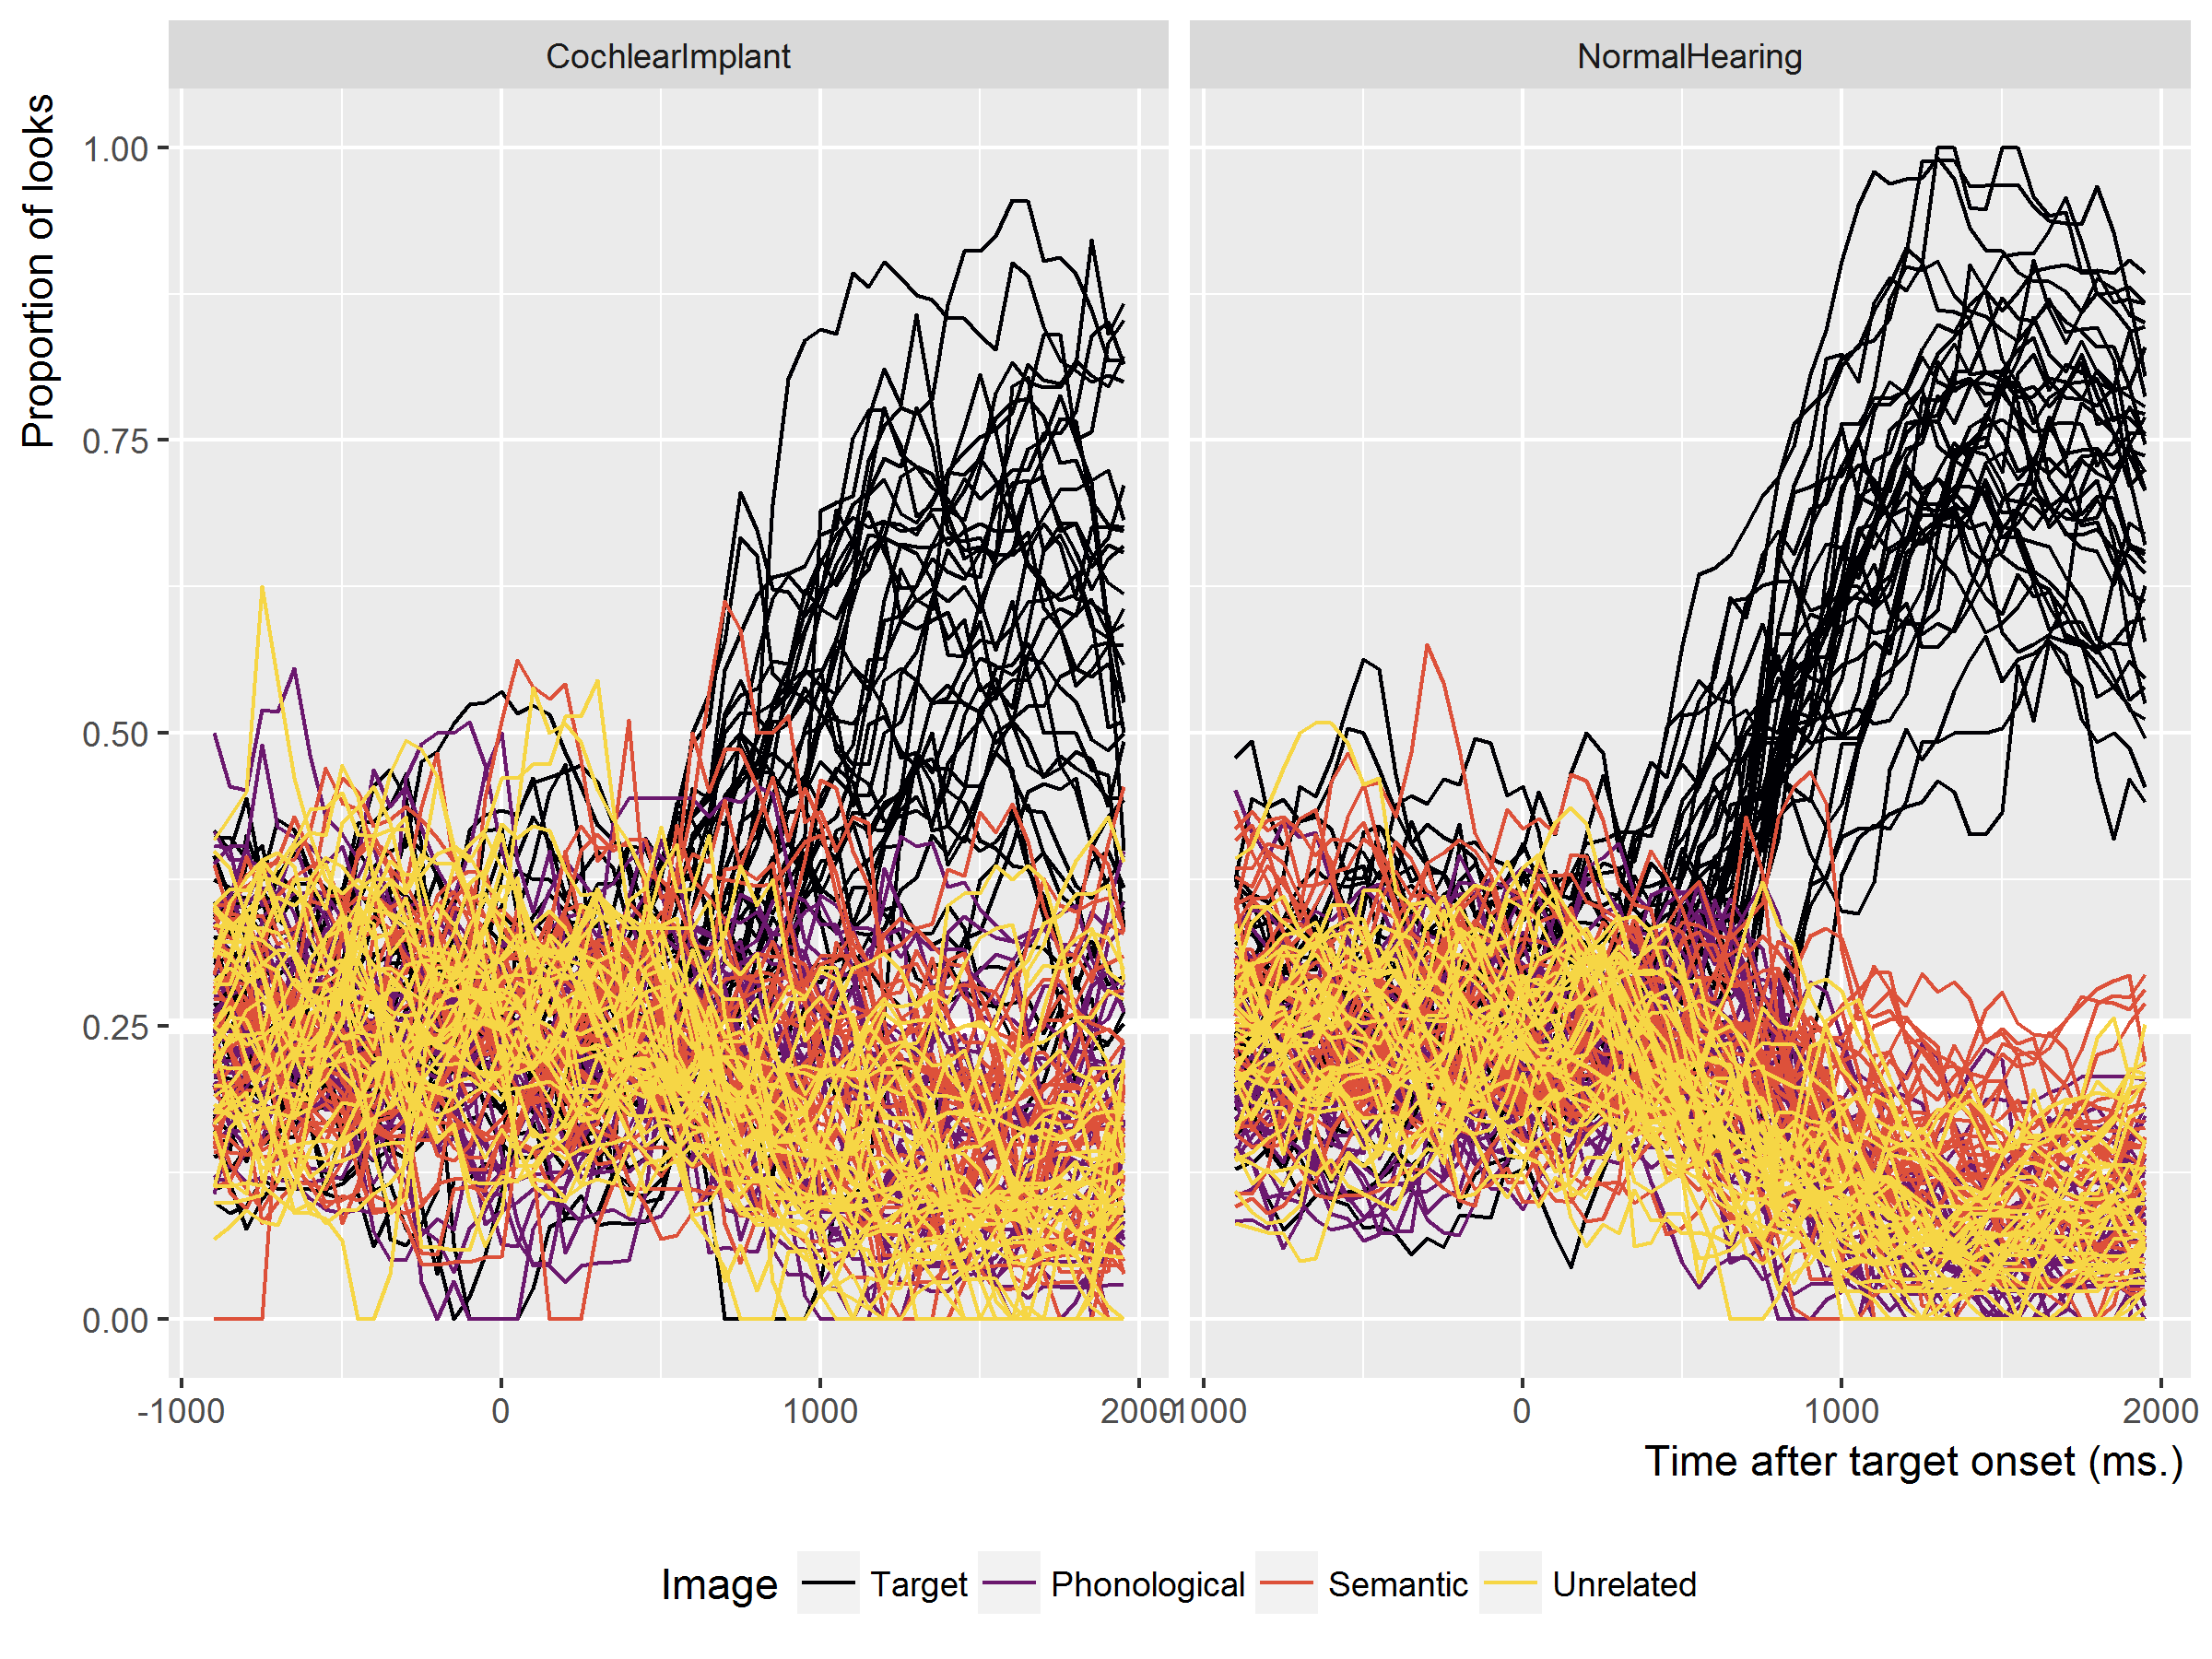 CochlearImplant NormalHearing
Proportion of looks
1.00
0.75
0.50
0.25
0.00
-1000 0 1000 2000 -1000 0 1000 2000
Time after target onset (ms.)
Image Target Phonological Semantic Unrelated